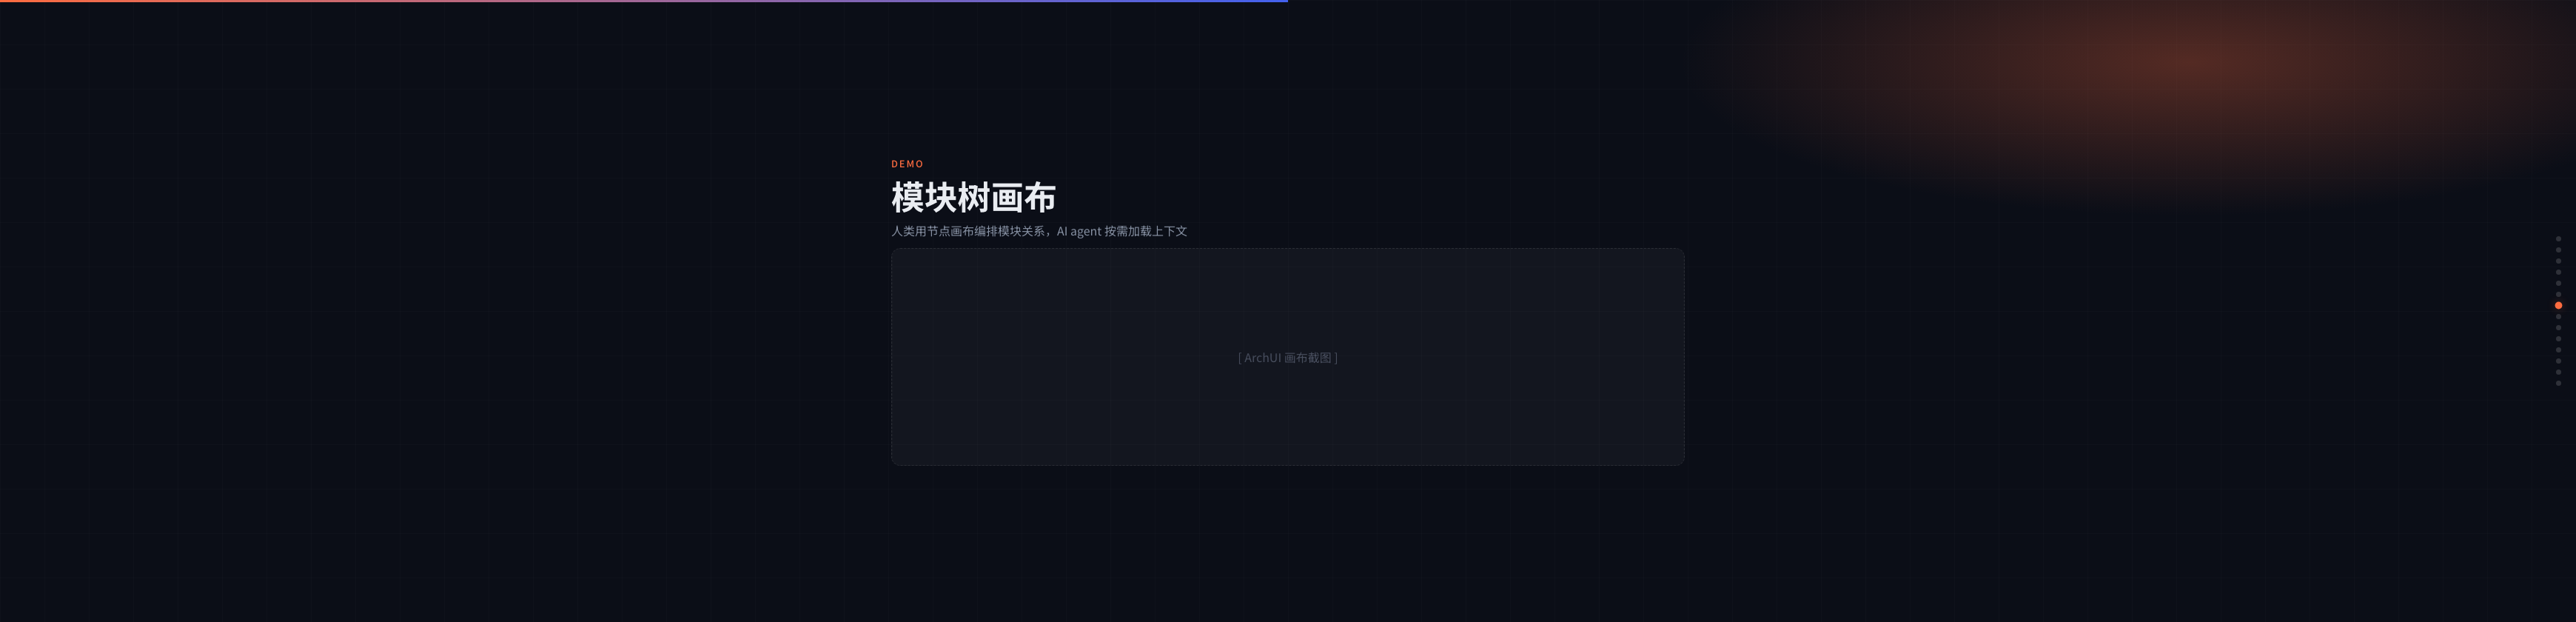 DEMO
模块树画布
人类用节点画布编排模块关系，AI agent 按需加载上下文
[ ArchUI 画布截图 ]